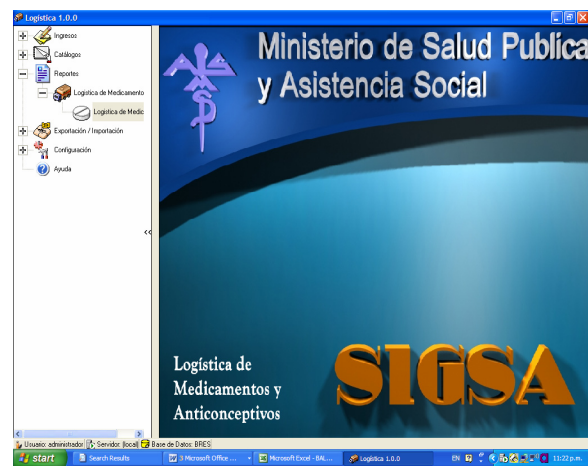 Logística 1.0.0
Ingresos
Catálogos
Reportes
Logistica de Medicamento
Logistica de Medic
Exportación / Importación
Configuración
Ayuda
<<
Ministerio de Salud Publica
y Asistencia Social
Logística de
Medicamentos y
Anticonceptivos
SIGSA
Usuario: administrador Servidor: (local) Base de Datos: BRES
start Search Results 3 Microsoft Office ... Microsoft Excel - BAL... Logística 1.0.0 EN 11:22 p.m.